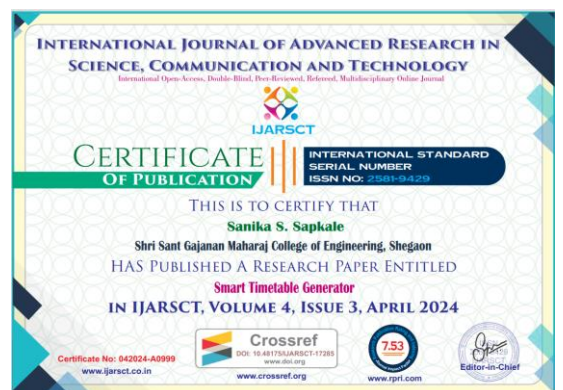 INTERNATIONAL JOURNAL OF ADVANCED RESEARCH IN
SCIENCE, COMMUNICATION AND TECHNOLOGY
International Open-Access, Double-Blind, Peer-Reviewed, Refereed, Multidisciplinary Online Journal
IJARSCT
CERTIFICATE
OF PUBLICATION
INTERNATIONAL STANDARD
SERIAL NUMBER
ISSN NO: 2581-9429
THIS IS TO CERTIFY THAT
Sanika S. Sapkale
Shri Sant Gajanan Maharaj College of Engineering, Shegaon
HAS PUBLISHED A RESEARCH PAPER ENTITLED
Smart Timetable Generator
IN IJARSCT, VOLUME 4, ISSUE 3, APRIL 2024
Certificate No: 042024-A0999
www.ijarsct.co.in
Crossref
DOI: 10.48175/IJARSCT-17285
www.doi.org
www.crossref.org
7.53
www.rpri.com
Editor-in-Chief